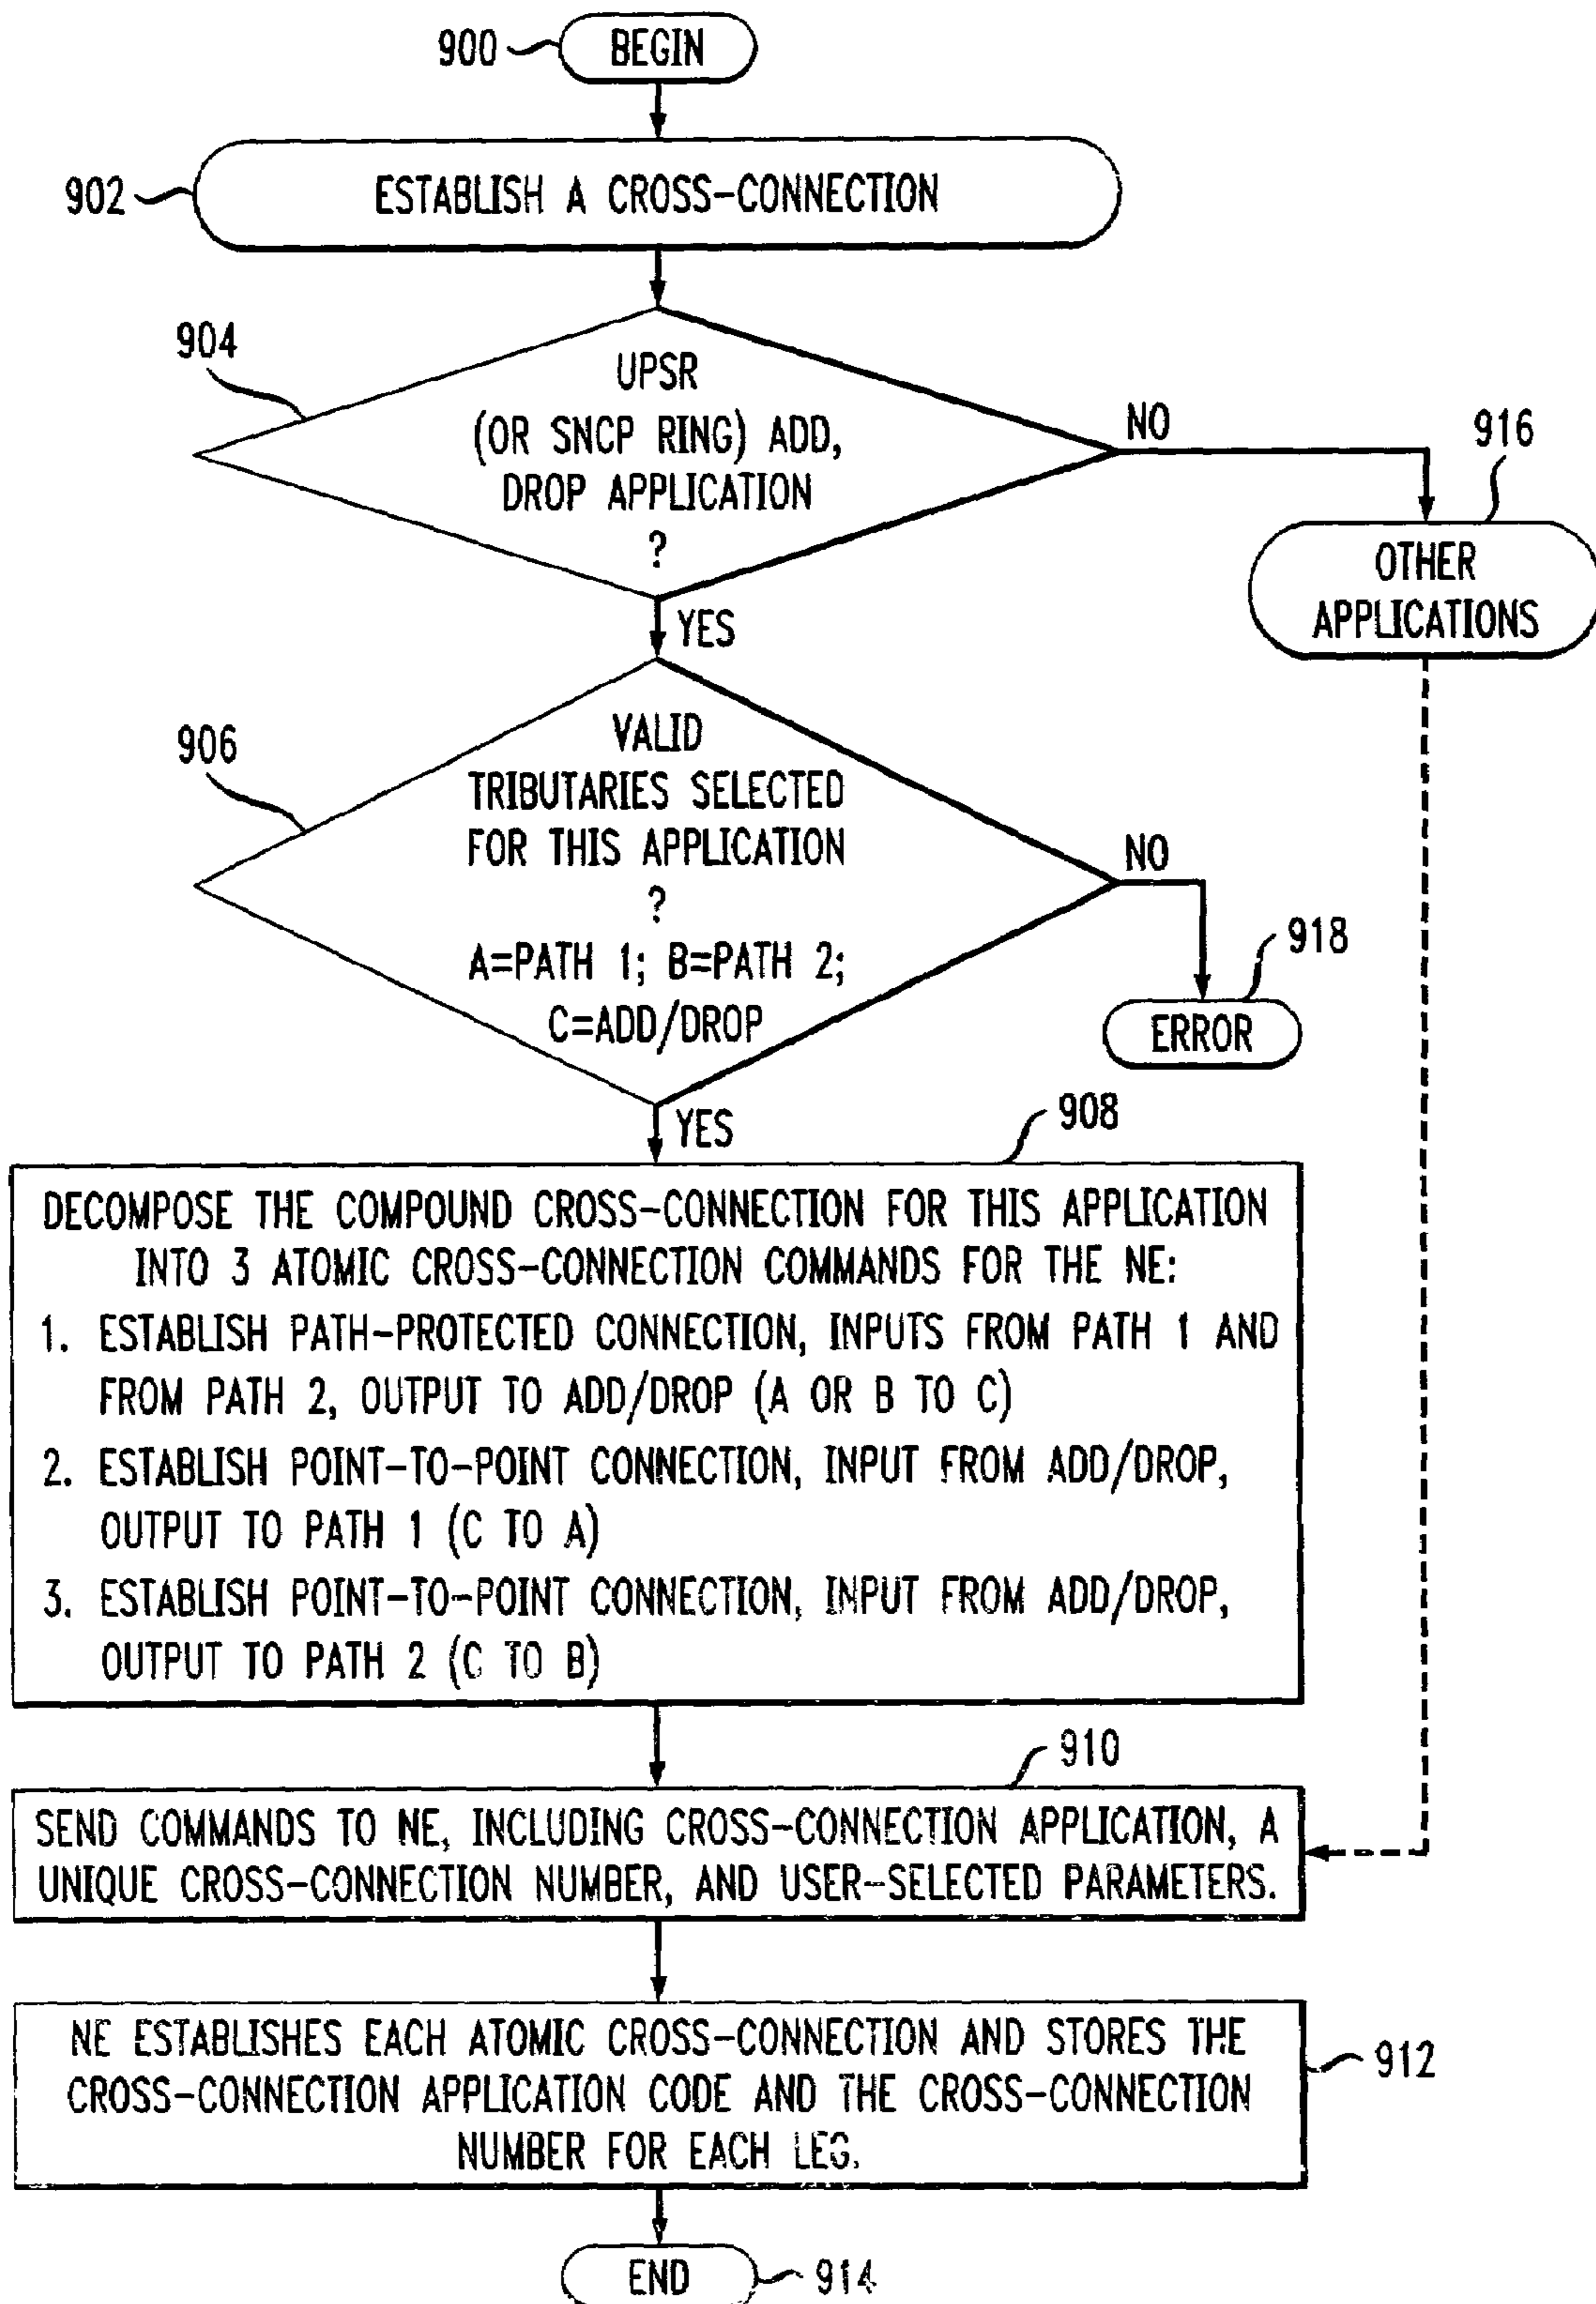 900
BEGIN
902
ESTABLISH A CROSS-CONNECTION
904
UPSR
(OR SNCP RING) ADD,
DROP APPLICATION
?
NO
916
OTHER
APPLICATIONS
YES
906
VALID
TRIBUTARIES SELECTED
FOR THIS APPLICATION
?
A=PATH 1; B=PATH 2;
C=ADD/DROP
NO
918
ERROR
YES
908
DECOMPOSE THE COMPOUND CROSS-CONNECTION FOR THIS APPLICATION
INTO 3 ATOMIC CROSS-CONNECTION COMMANDS FOR THE NE:
1. ESTABLISH PATH-PROTECTED CONNECTION, INPUTS FROM PATH 1 AND
FROM PATH 2, OUTPUT TO ADD/DROP (A OR B TO C)
2. ESTABLISH POINT-TO-POINT CONNECTION, INPUT FROM ADD/DROP,
OUTPUT TO PATH 1 (C TO A)
3. ESTABLISH POINT-TO-POINT CONNECTION, INPUT FROM ADD/DROP,
OUTPUT TO PATH 2 (C TO B)
910
SEND COMMANDS TO NE, INCLUDING CROSS-CONNECTION APPLICATION, A
UNIQUE CROSS-CONNECTION NUMBER, AND USER-SELECTED PARAMETERS.
NE ESTABLISHES EACH ATOMIC CROSS-CONNECTION AND STORES THE
CROSS-CONNECTION APPLICATION CODE AND THE CROSS-CONNECTION
NUMBER FOR EACH LEG.
912
END
914